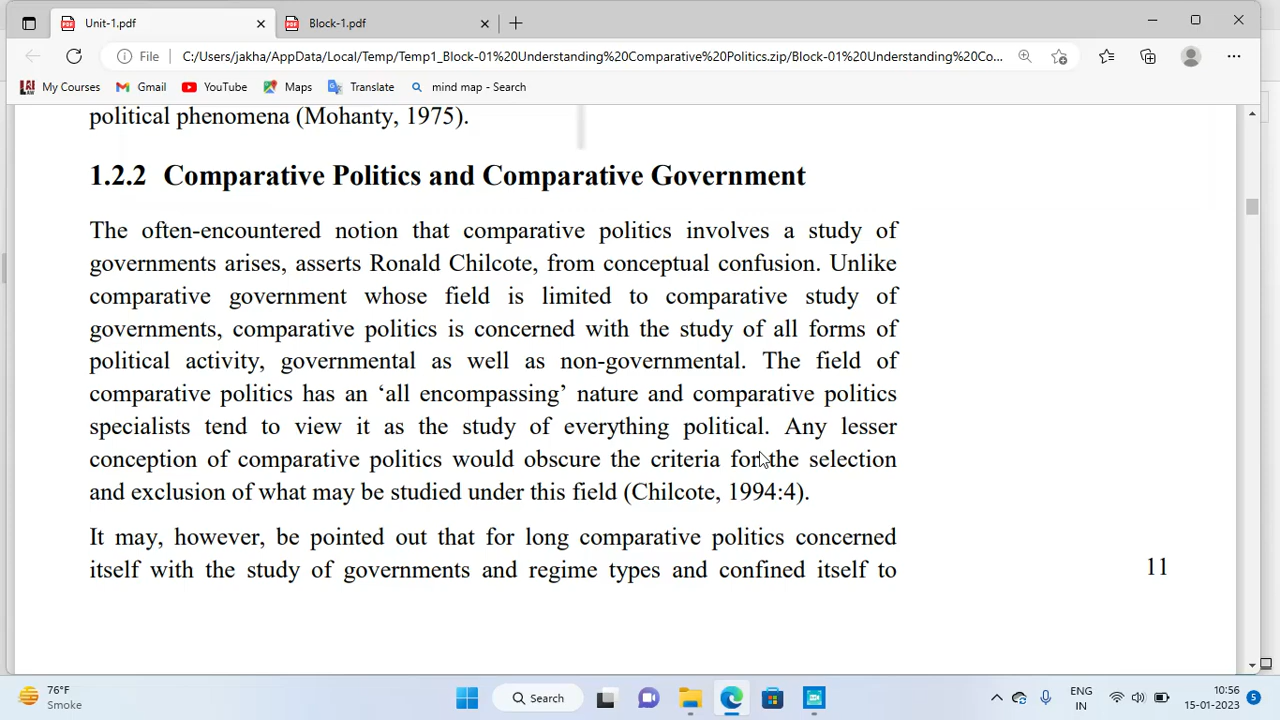 Unit-1.pdf
Block-1.pdf
File
C:/Users/jakha/AppData/Local/Temp/Temp1_Block-01%20Understanding%20Comparative%20Politics.zip/Block-01%20Understanding%20Co...
My Courses
Gmail
YouTube
Maps
Translate
mind map - Search
political phenomena (Mohanty, 1975).
1.2.2 Comparative Politics and Comparative Government
The often-encountered notion that comparative politics involves a study of
governments arises, asserts Ronald Chilcote, from conceptual confusion. Unlike
comparative government whose field is limited to comparative study of
governments, comparative politics is concerned with the study of all forms of
political activity, governmental as well as non-governmental. The field of
comparative politics has an ‘all encompassing’ nature and comparative politics
specialists tend to view it as the study of everything political. Any lesser
conception of comparative politics would obscure the criteria for the selection
and exclusion of what may be studied under this field (Chilcote, 1994:4).
It may, however, be pointed out that for long comparative politics concerned
itself with the study of governments and regime types and confined itself to
11
76°F
Smoke
Search
ENG
IN
10:56
15-01-2023
5